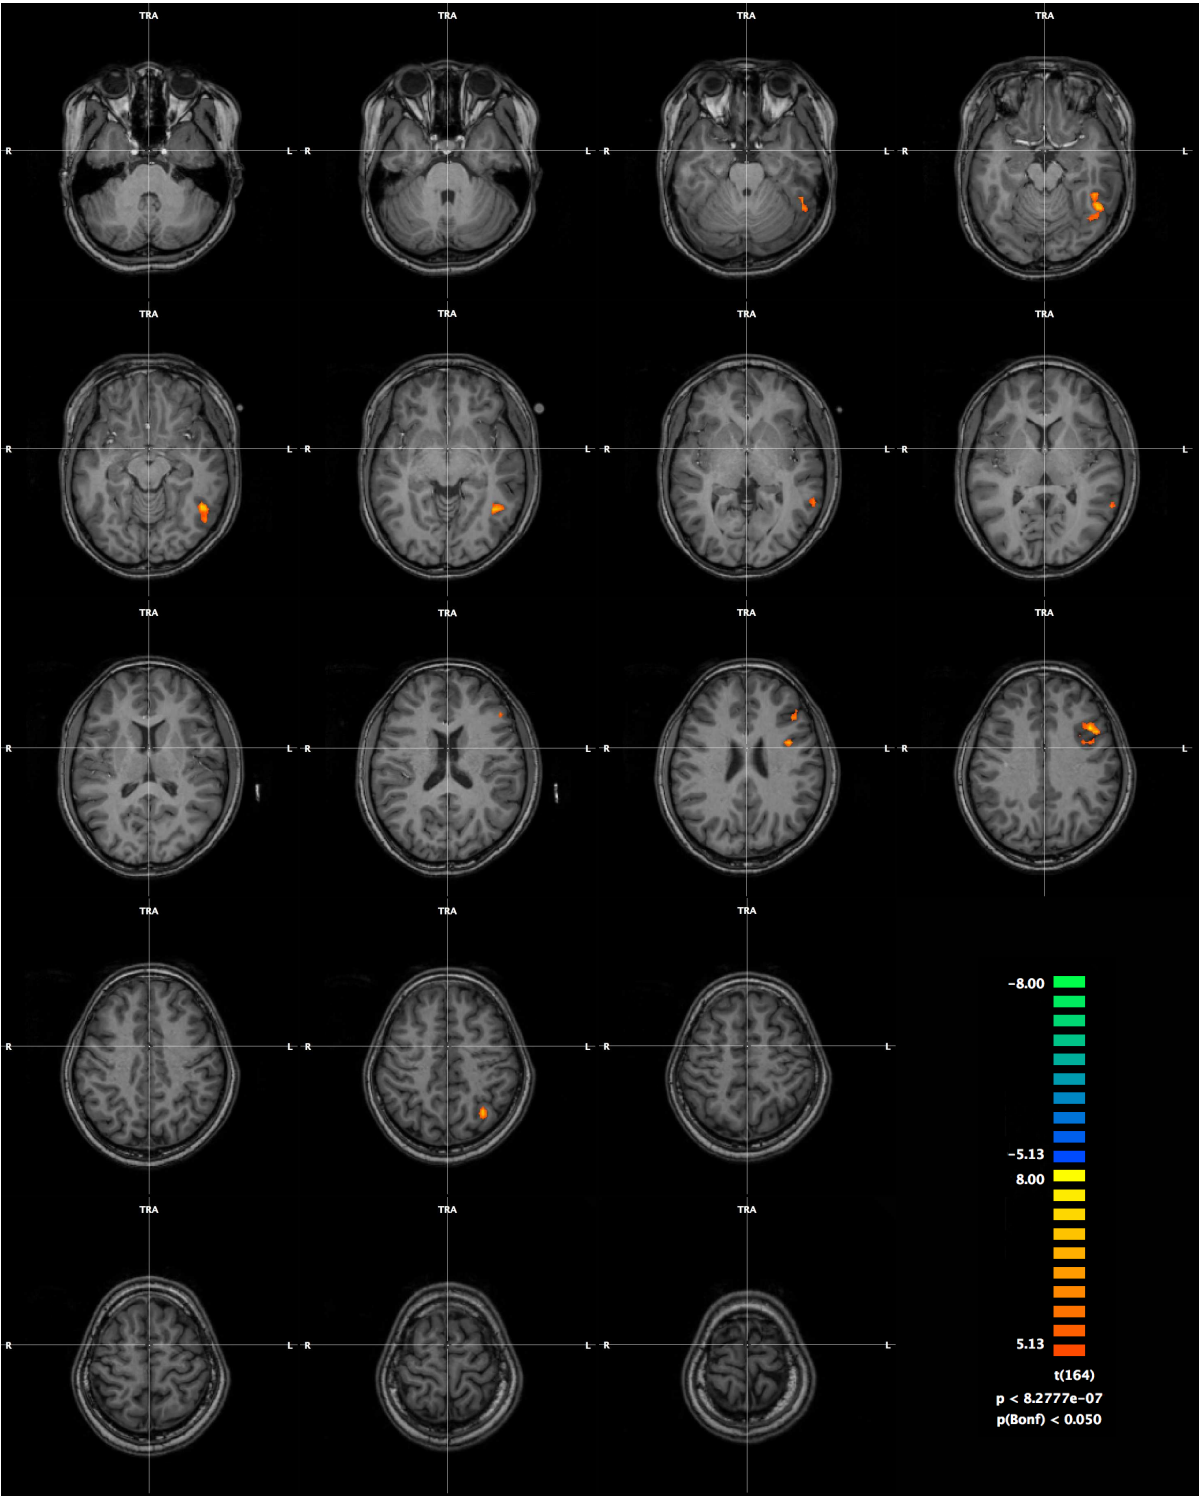 TRA TRA TRA TRA
R L R L R L R L
TRA TRA TRA TRA
R L R L R L R L
TRA TRA TRA TRA
R L R L R L R L
TRA TRA TRA
R L R L R L
TRA TRA TRA
R L R L R L
-8.00
-5.13
8.00
5.13
t(164)
p < 8.2777e-07
p(Bonf) < 0.050